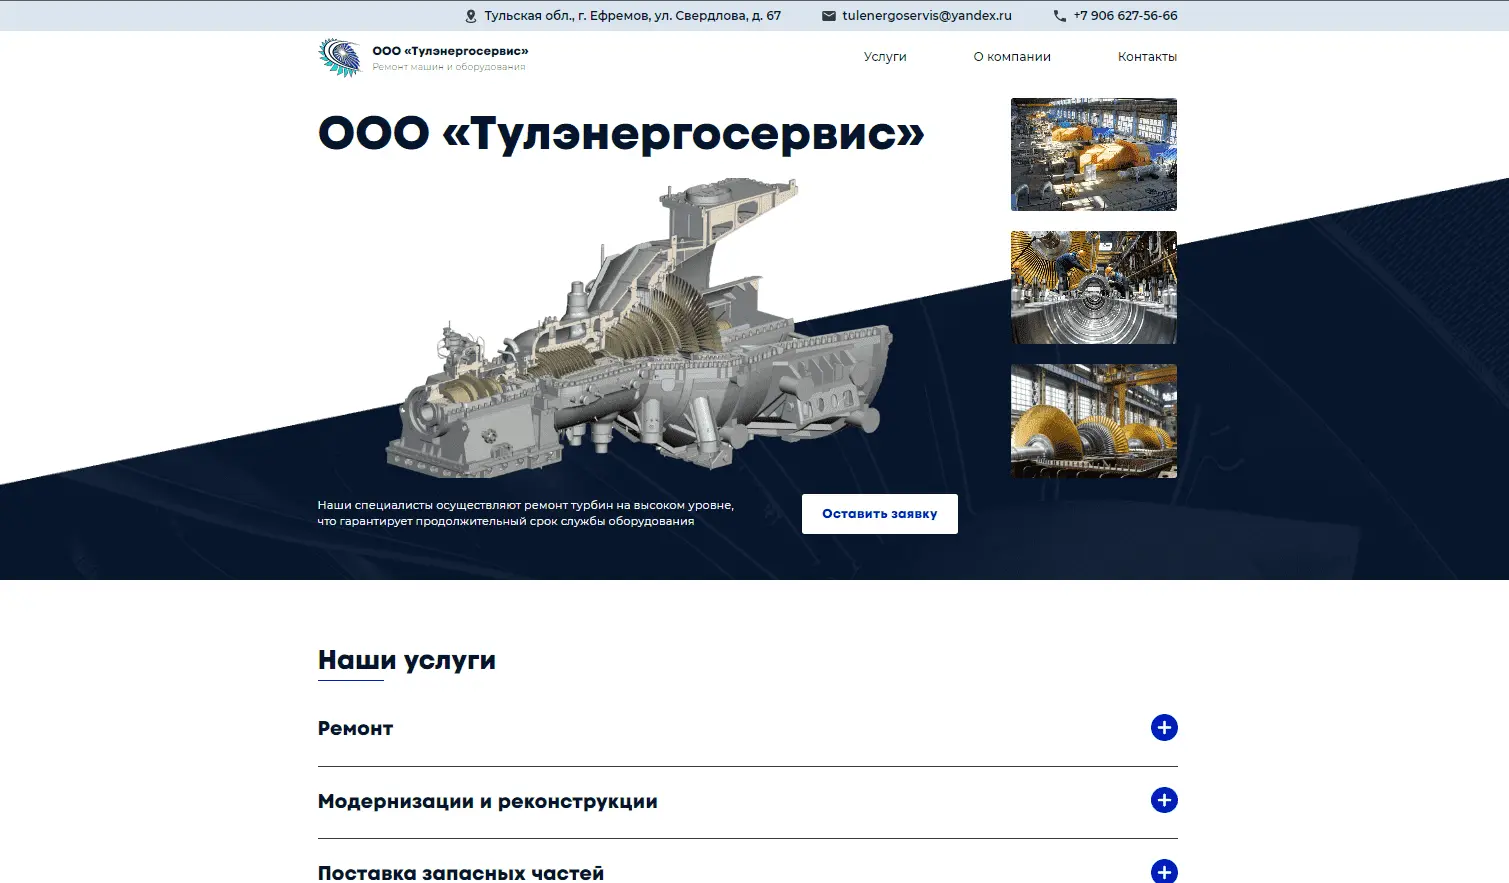 Тульская обл., г. Ефремов, ул. Свердлова, д. 67
tulenergoservis@yandex.ru
+7 906 627-56-66
ООО «Тулэнергосервис»
Ремонт машин и оборудования
Услуги
О компании
Контакты
ООО «Тулэнергосервис»
Наши специалисты осуществляют ремонт турбин на высоком уровне,
что гарантирует продолжительный срок службы оборудования
Оставить заявку
Наши услуги
Ремонт
Модернизации и реконструкции
Поставка запасных частей